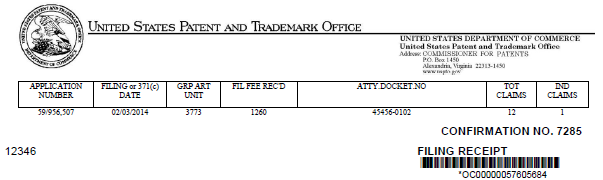 UNITED STATES PATENT AND TRADEMARK OFFICE
UNITED STATES DEPARTMENT OF COMMERCE
United States Patent and Trademark Office
Address: COMMISSIONER FOR PATENTS
P.O. Box 1450
Alexandria, Virginia 22313-1450
www.uspto.gov
APPLICATION NUMBER FILING or 371(c) DATE GRP ART UNIT FIL FEE REC'D ATTY.DOCKET.NO TOT CLAIMS IND CLAIMS
59/956,507 02/03/2014 3773 1260 45456-0102 12 1
CONFIRMATION NO. 7285
12346
FILING RECEIPT
*OC00000057605684